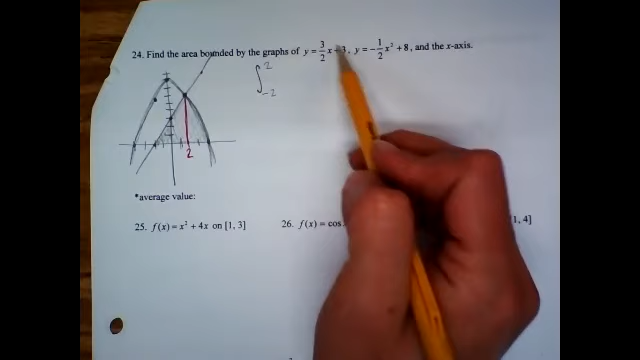 24. Find the area bounded by the graphs of y = 3/2 x + 3, y = -1/2 x² + 8, and the x-axis.
∫ 2 -2
2
*average value:
25. f(x) = x² + 4x on [1, 3]
26. f(x) = cos
1, 4]